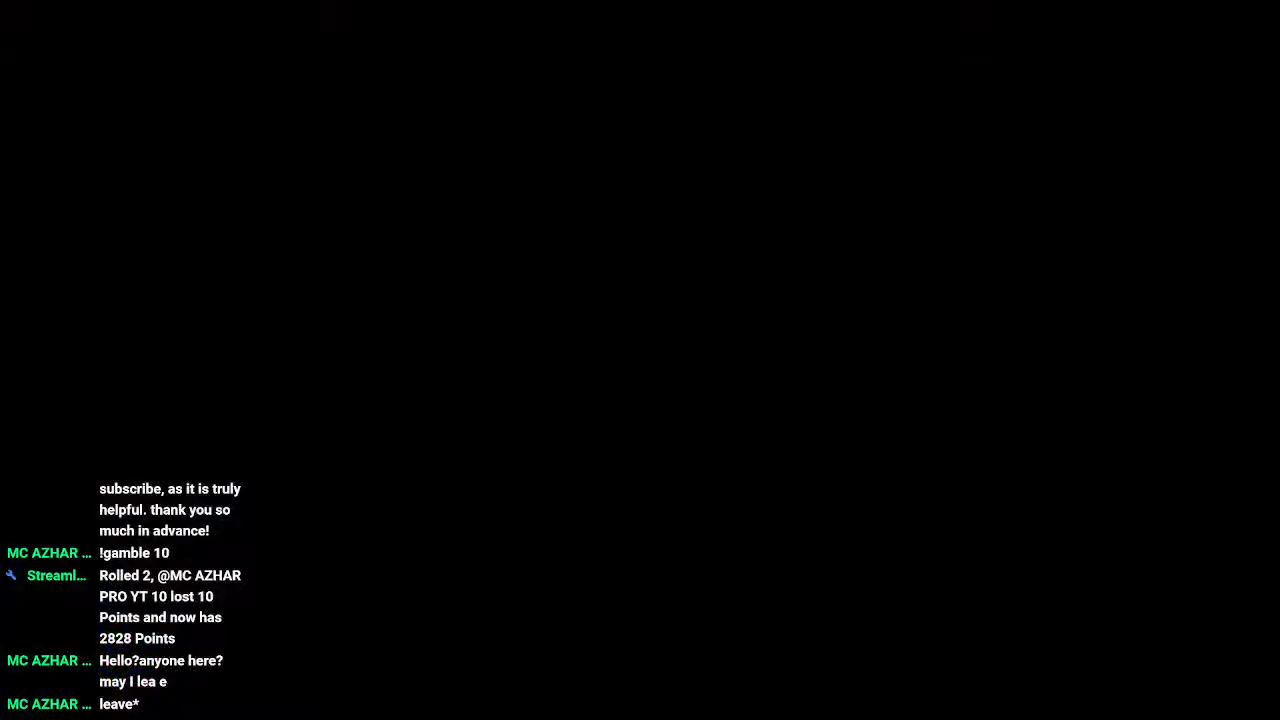 subscribe, as it is truly
helpful. thank you so
much in advance!
MC AZHAR ... !gamble 10
Streaml... Rolled 2, @MC AZHAR
PRO YT 10 lost 10
Points and now has
2828 Points
MC AZHAR ... Hello?anyone here?
may I lea e
MC AZHAR ... leave*